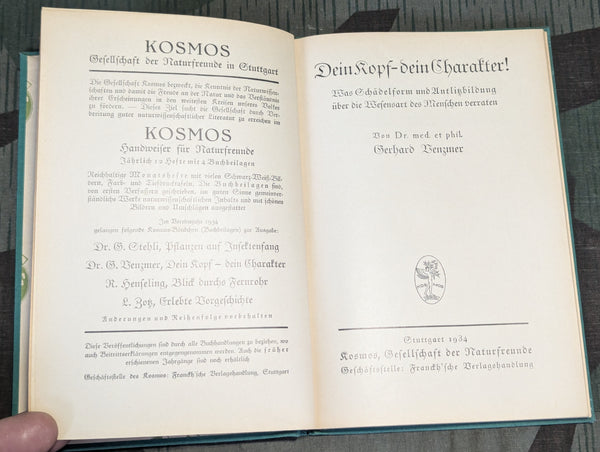 KOSMOS
Gesellschaft der Naturfreunde in Stuttgart
Die Gesellschaft Kosmos bezweckt, die Kenntnis der Naturwissen-
schaften und damit die Freude an der Natur und das Verständnis
ihrer Erscheinungen in den weitesten Kreisen unseres Volkes
zu fördern. — Dieses Ziel sucht die Gesellschaft durch Ver-
breitung guter naturwissenschaftlicher Literatur zu erreichen im
KOSMOS
Handweiser für Naturfreunde
Jährlich 12 Hefte mit 4 Buchbeilagen
Reichhaltige Monatshefte mit vielen Schwarz-Weiß-Bil-
dern, Farb- und Tiefdrucktafeln. Die Buchbeilagen sind,
von ersten Verfassern geschrieben, im guten Sinne gemeinver-
ständliche Werke naturwissenschaftlichen Inhalts und mit schönen
Bildern und Umschlägen ausgestattet
Im Vereinsjahr 1934
gelangen folgende Kosmos-Bändchen (Buchbeilagen) zur Ausgabe:
Dr. G. Stehli, Pflanzen auf Insektenfang
Dr. G. Venzmer, Dein Kopf – dein Charakter
R. Henseling, Blick durchs Fernrohr
L. Zotz, Erlebte Vorgeschichte
Änderungen und Reihenfolge vorbehalten
Diese Veröffentlichungen sind durch alle Buchhandlungen zu beziehen, wo
auch Beitrittserklärungen entgegengenommen werden. Auch die früher
erschienenen Jahrgänge sind noch erhältlich
Geschäftsstelle des Kosmos: Franckh'sche Verlagshandlung, Stuttgart
Dein Kopf – dein Charakter!
Was Schädelform und Antlitzbildung
über die Wesensart des Menschen verraten
Von Dr. med. et phil.
Gerhard Venzmer
Stuttgart 1934
Kosmos, Gesellschaft der Naturfreunde
Geschäftsstelle: Franckh'sche Verlagshandlung